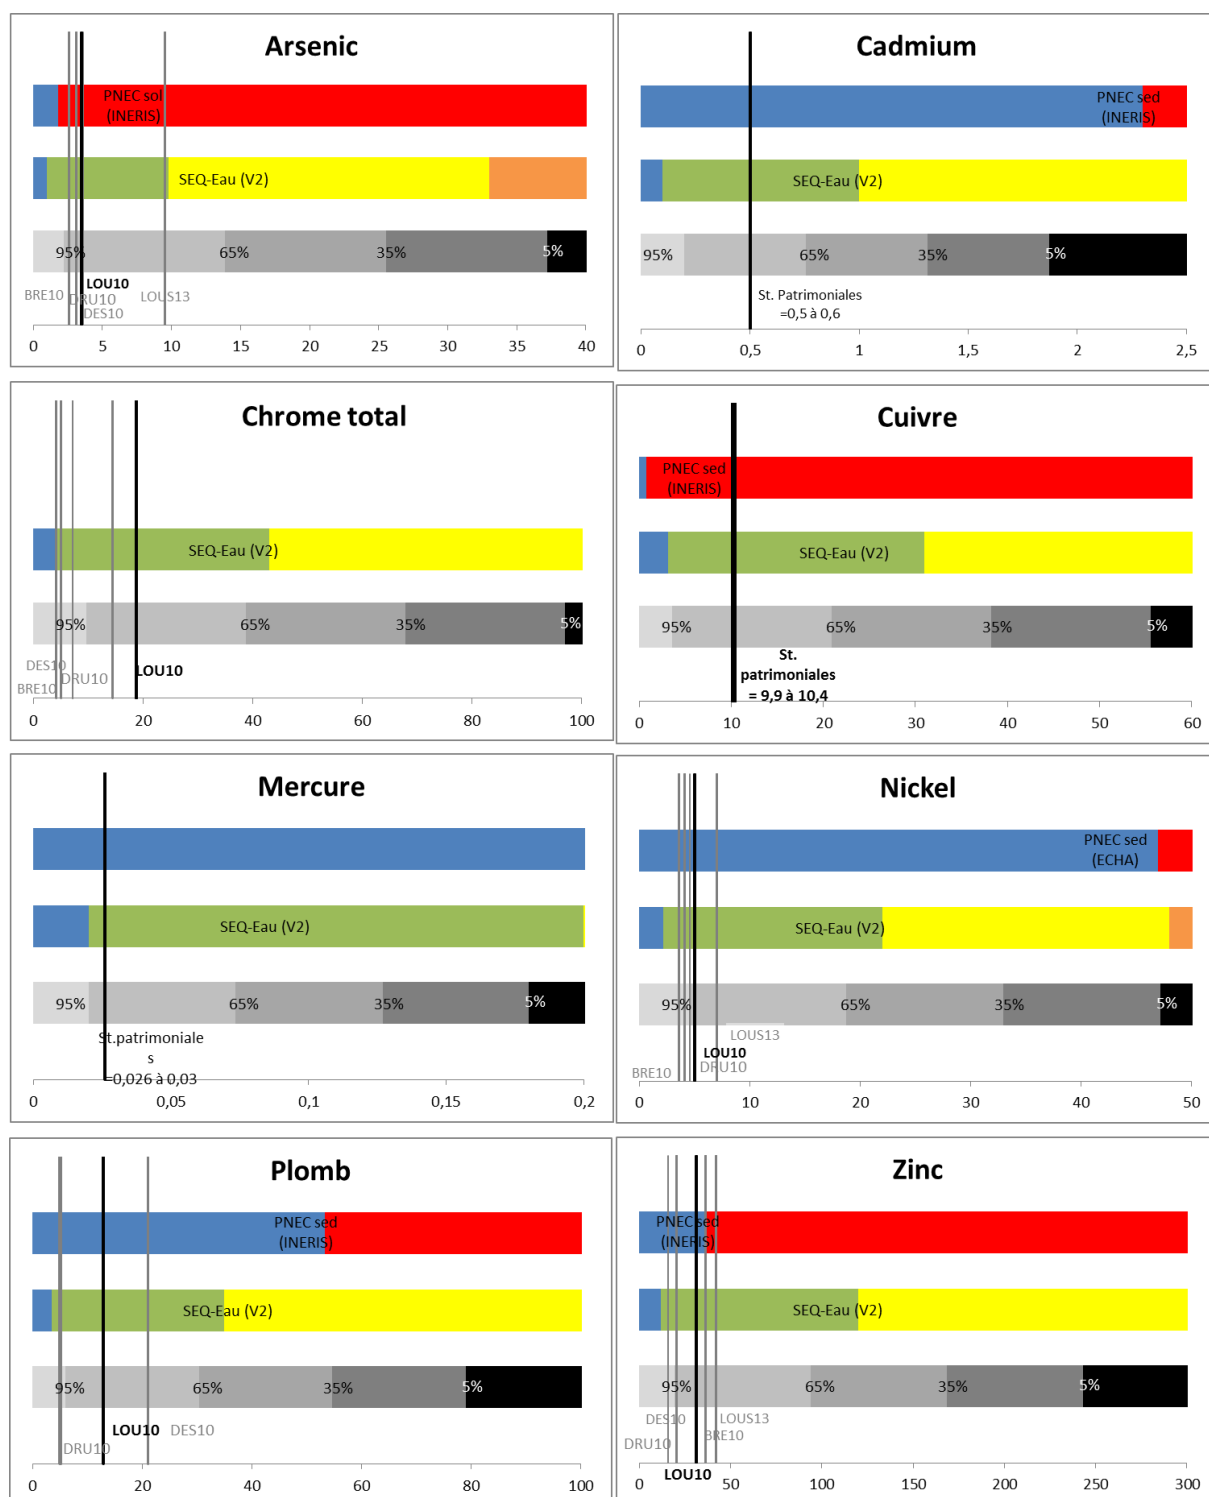 Arsenic
PNEC sol
(INERIS)
SEQ-Eau (V2)
95% 65% 35% 5%
LOU10
BRE10 DRU10 LOUS13
DES10
0 5 10 15 20 25 30 35 40
Cadmium
PNEC sed
(INERIS)
SEQ-Eau (V2)
95% 65% 35% 5%
St. Patrimoniales
=0,5 à 0,6
0 0,5 1 1,5 2 2,5
Chrome total
SEQ-Eau (V2)
95% 65% 35% 5%
DES10 LOU10
DRU10
BRE10
0 20 40 60 80 100
Cuivre
PNEC sed
(INERIS)
SEQ-Eau (V2)
95% 65% 35% 5%
St.
patrimoniales
= 9,9 à 10,4
0 10 20 30 40 50 60
Mercure
SEQ-Eau (V2)
95% 65% 35% 5%
St.patrimoniale
s
=0,026 à 0,03
0 0,05 0,1 0,15 0,2
Nickel
PNEC sed
(ECHA)
SEQ-Eau (V2)
95% 65% 35% 5%
LOUS13
LOU10
BRE10 DRU10
0 10 20 30 40 50
Plomb
PNEC sed
(INERIS)
SEQ-Eau (V2)
95% 65% 35% 5%
LOU10 DES10
DRU10
0 20 40 60 80 100
Zinc
PNEC sed
(INERIS)
SEQ-Eau (V2)
95% 65% 35% 5%
DES10 LOUS13
DRU10 BRE10
LOU10
0 50 100 150 200 250 300